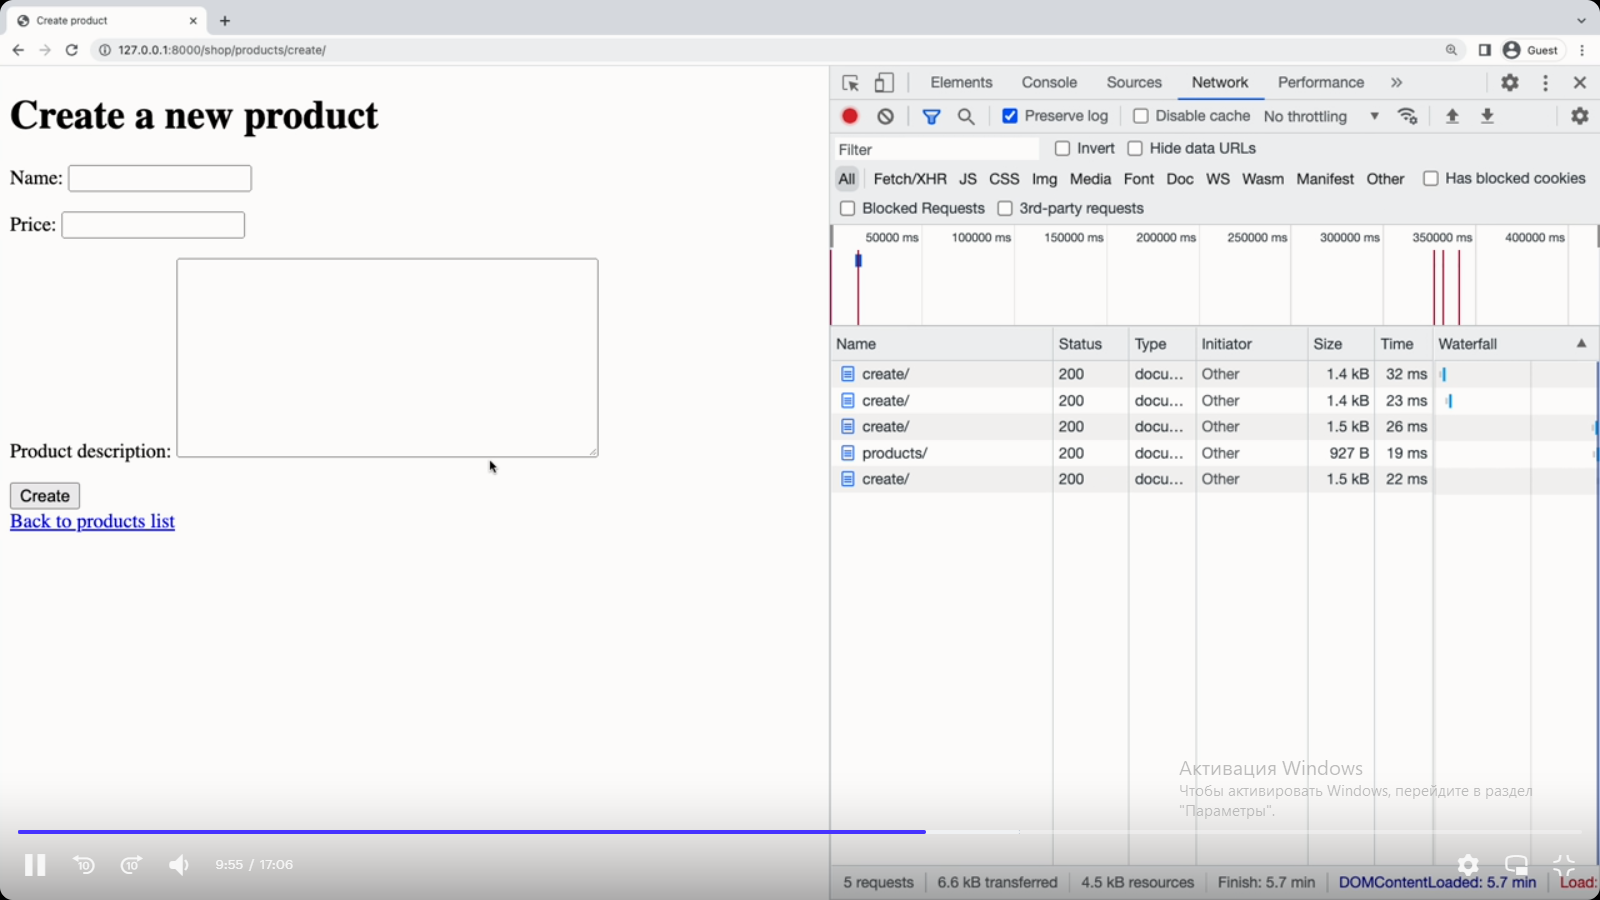 Create product
127.0.0.1:8000/shop/products/create/
Guest
Create a new product
Name:
Price:
Product description:
Create
Back to products list
Elements Console Sources Network Performance
Preserve log Disable cache No throttling
Filter Invert Hide data URLs
All Fetch/XHR JS CSS Img Media Font Doc WS Wasm Manifest Other Has blocked cookies
Blocked Requests 3rd-party requests
50000 ms 100000 ms 150000 ms 200000 ms 250000 ms 300000 ms 350000 ms 400000 ms
Name Status Type Initiator Size Time Waterfall
create/ 200 docu... Other 1.4 kB 32 ms
create/ 200 docu... Other 1.4 kB 23 ms
create/ 200 docu... Other 1.5 kB 26 ms
products/ 200 docu... Other 927 B 19 ms
create/ 200 docu... Other 1.5 kB 22 ms
Активация Windows
Чтобы активировать Windows, перейдите в раздел
"Параметры".
10 10 9:55 / 17:06
5 requests 6.6 kB transferred 4.5 kB resources Finish: 5.7 min DOMContentLoaded: 5.7 min Load: